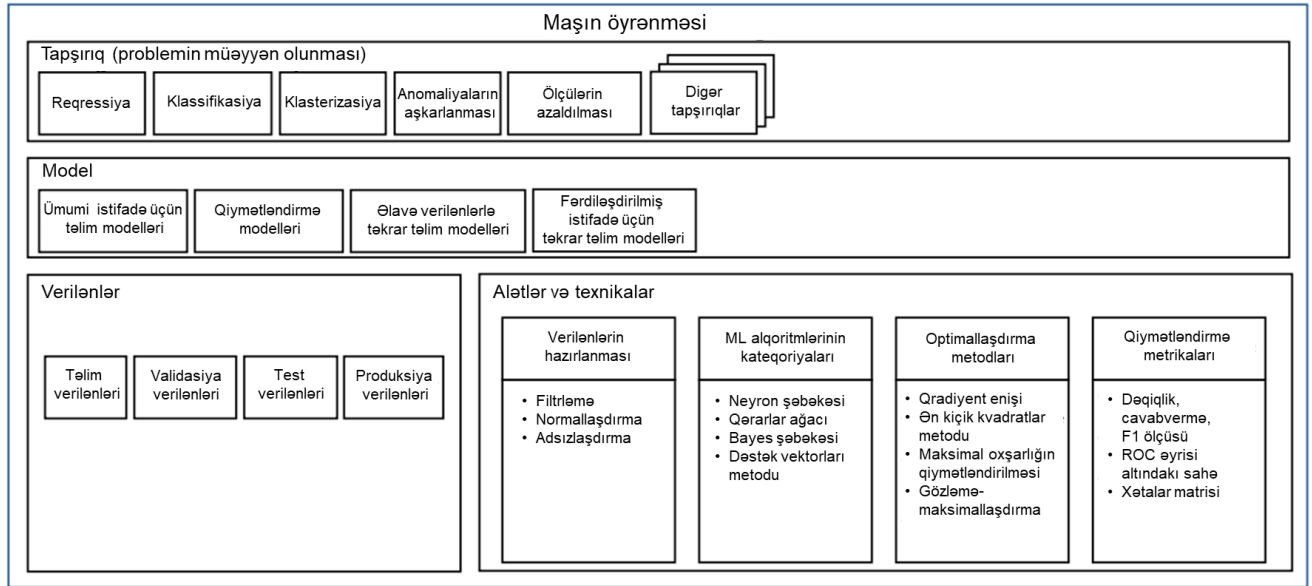 Maşın öyrənməsi
Tapşırıq (problemin müəyyən olunması)
Reqressiya
Klassifikasiya
Klasterizasiya
Anomaliyaların
aşkarlanması
Ölçülərin
azaldılması
Digər
tapşırıqlar
Model
Ümumi istifadə üçün
təlim modelləri
Qiymətləndirmə
modelləri
Əlavə verilənlərlə
təkrar təlim modelləri
Fərdiləşdirilmiş
istifadə üçün
təkrar təlim modelləri
Verilənlər
Təlim
verilənləri
Validasiya
verilənləri
Test
verilənləri
Produksiya
verilənləri
Alətlər və texnikalar
Verilənlərin
hazırlanması
• Filtrləmə
• Normallaşdırma
• Adsızlaşdırma
ML alqoritmlərinin
kateqoriyaları
• Neyron şəbəkəsi
• Qərarlar ağacı
• Bayes şəbəkəsi
• Dəstək vektorları
metodu
Optimallaşdırma
metodları
• Qradiyent enişi
• Ən kiçik kvadratlar
metodu
• Maksimal oxşarlığın
qiymətləndirilməsi
• Gözləmə-
maksimallaşdırma
Qiymətləndirmə
metrikaları
• Dəqiqlik,
cavabvermə,
F1 ölçüsü
• ROC əyrisi
altındakı sahə
• Xətalar matrisi